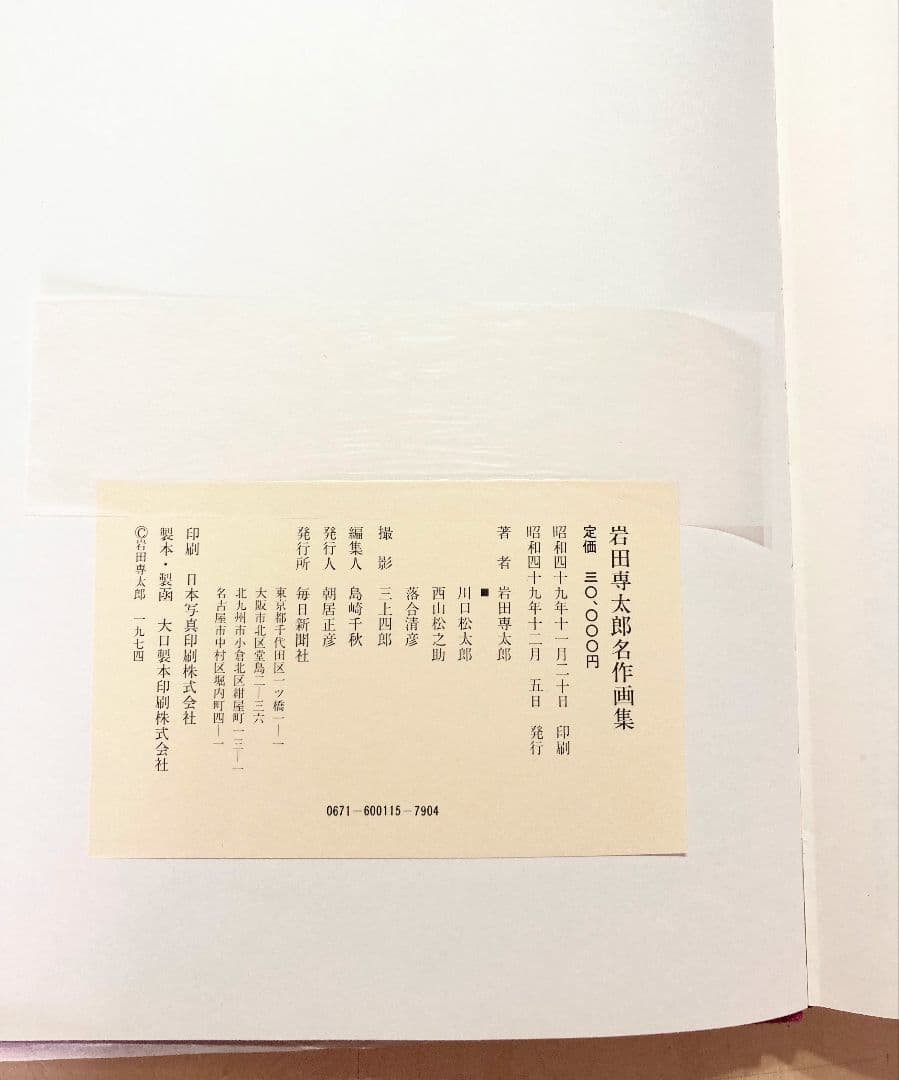 岩田専太郎名作画集
定価 三〇、〇〇〇円
昭和四十九年十一月二十日 印刷
昭和四十九年十二月 五日 発行
著者 岩田専太郎
■
川口松太郎
西山松之助
落合清彦
撮影 三上四郎
編集人 島崎千秋
発行人 朝居正彦
発行所 毎日新聞社
東京都千代田区一ツ橋一—一
大阪市北区堂島二—三六
北九州市小倉北区紺屋町一三—一
名古屋市中村区堀内町四—一
印刷 日本写真印刷株式会社
製本・製函 大口製本印刷株式会社
©岩田専太郎 一九七四
0671—600115—7904